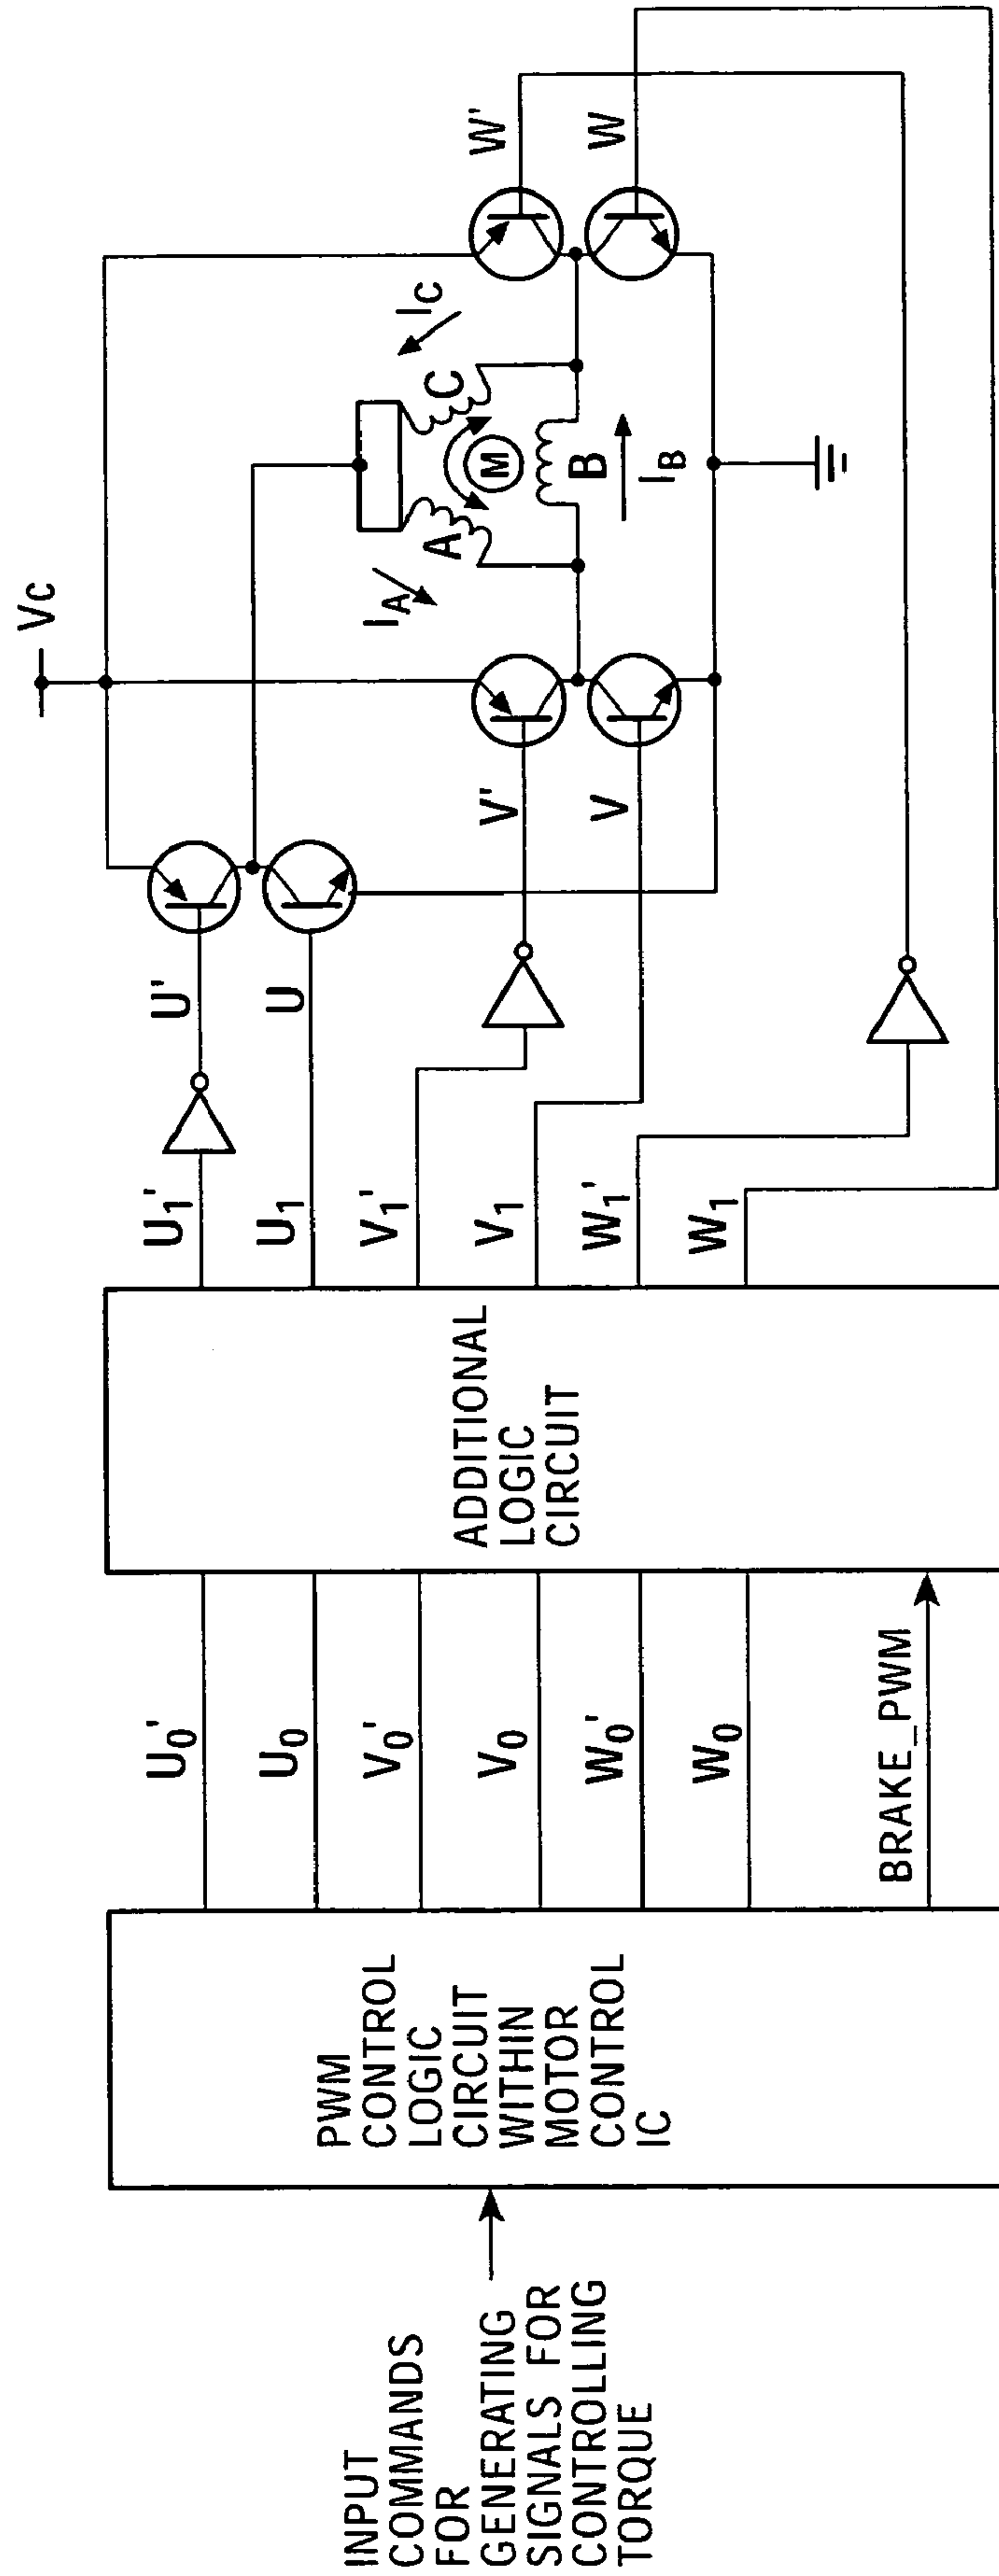 INPUT
COMMANDS
FOR
GENERATING
SIGNALS FOR
CONTROLLING
TORQUE
PWM
CONTROL
LOGIC
CIRCUIT
WITHIN
MOTOR
CONTROL
IC
U0'
U0
V0'
V0
W0'
W0
BRAKE_PWM
ADDITIONAL
LOGIC
CIRCUIT
U1'
U1
V1'
V1
W1'
W1
U'
U
V'
V
Vc
IA
A
M
C
IC
B
IB
W'
W